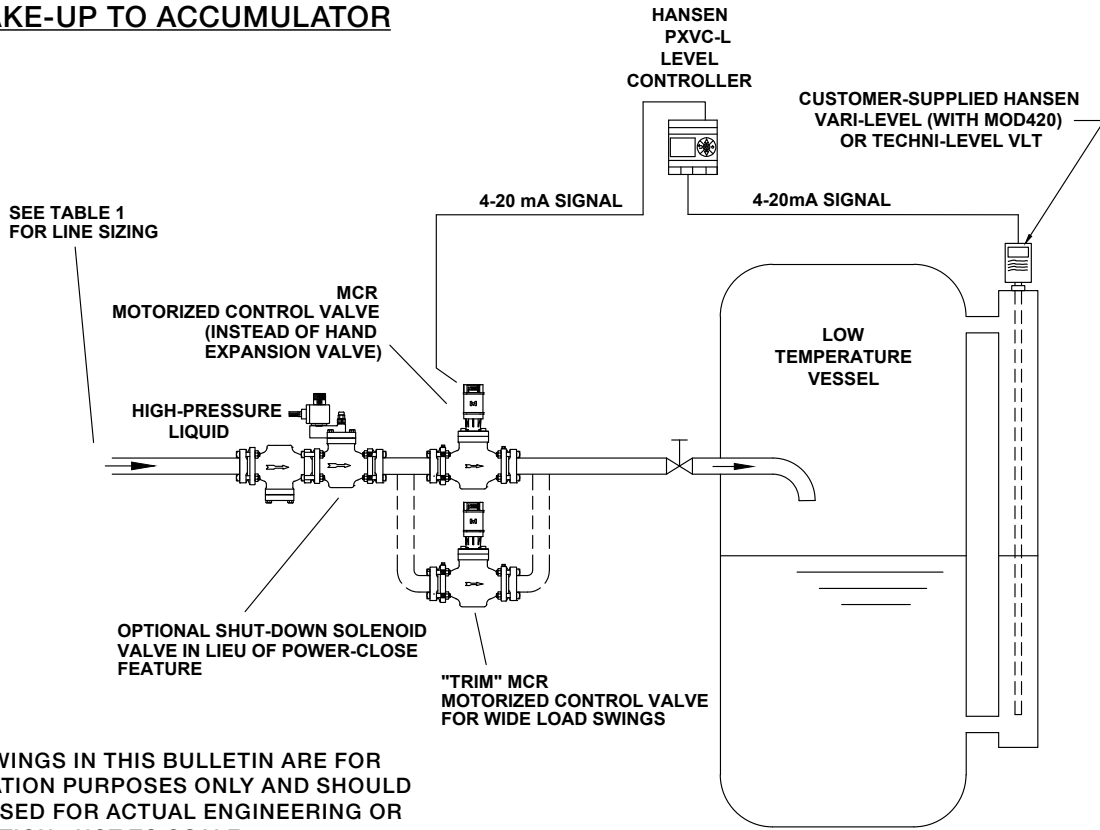 AKE-UP TO ACCUMULATOR
HANSEN
PXVC-L
LEVEL
CONTROLLER
CUSTOMER-SUPPLIED HANSEN
VARI-LEVEL (WITH MOD420)
OR TECHNI-LEVEL VLT
4-20 mA SIGNAL
4-20mA SIGNAL
SEE TABLE 1
FOR LINE SIZING
MCR
MOTORIZED CONTROL VALVE
(INSTEAD OF HAND
EXPANSION VALVE)
LOW
TEMPERATURE
VESSEL
HIGH-PRESSURE
LIQUID
M
M
OPTIONAL SHUT-DOWN SOLENOID
VALVE IN LIEU OF POWER-CLOSE
FEATURE
"TRIM" MCR
MOTORIZED CONTROL VALVE
FOR WIDE LOAD SWINGS
WINGS IN THIS BULLETIN ARE FOR
ATION PURPOSES ONLY AND SHOULD
SED FOR ACTUAL ENGINEERING OR